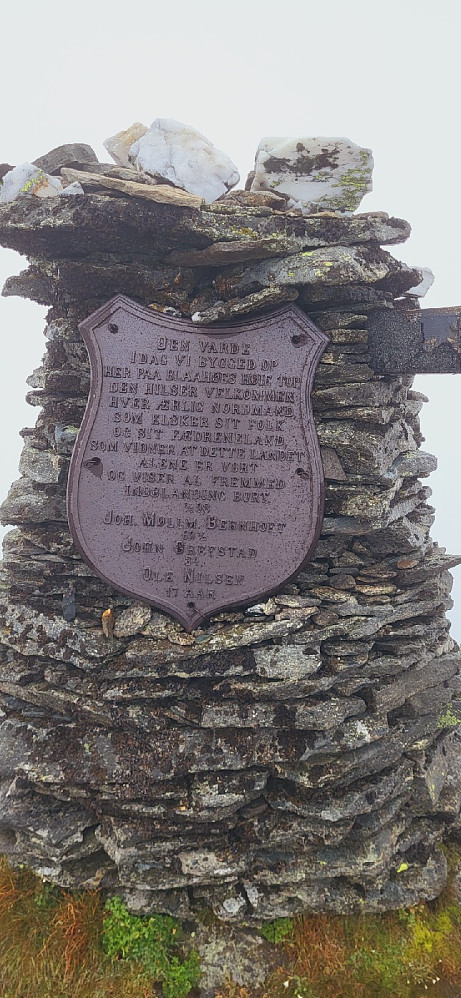 DEN VARDE
IDAG VI BYGGED OP
HER PAA BLAAHØES HØIE TOP
DEN HILSER VELKOMMEN
HVER ÆRLIG NORDMAND,
SOM ELSKER SIT FOLK
OG SIT FÆDRENELAND,
SOM VIDNER AT DETTE LANDET
ALENE ER VORT
OG VISER AL FREMMED
INDBLANDING BORT.
JOH. MOLLM. BERNHOFT
JOHN GREFSTAD
OLE NILSEN
17 AAR